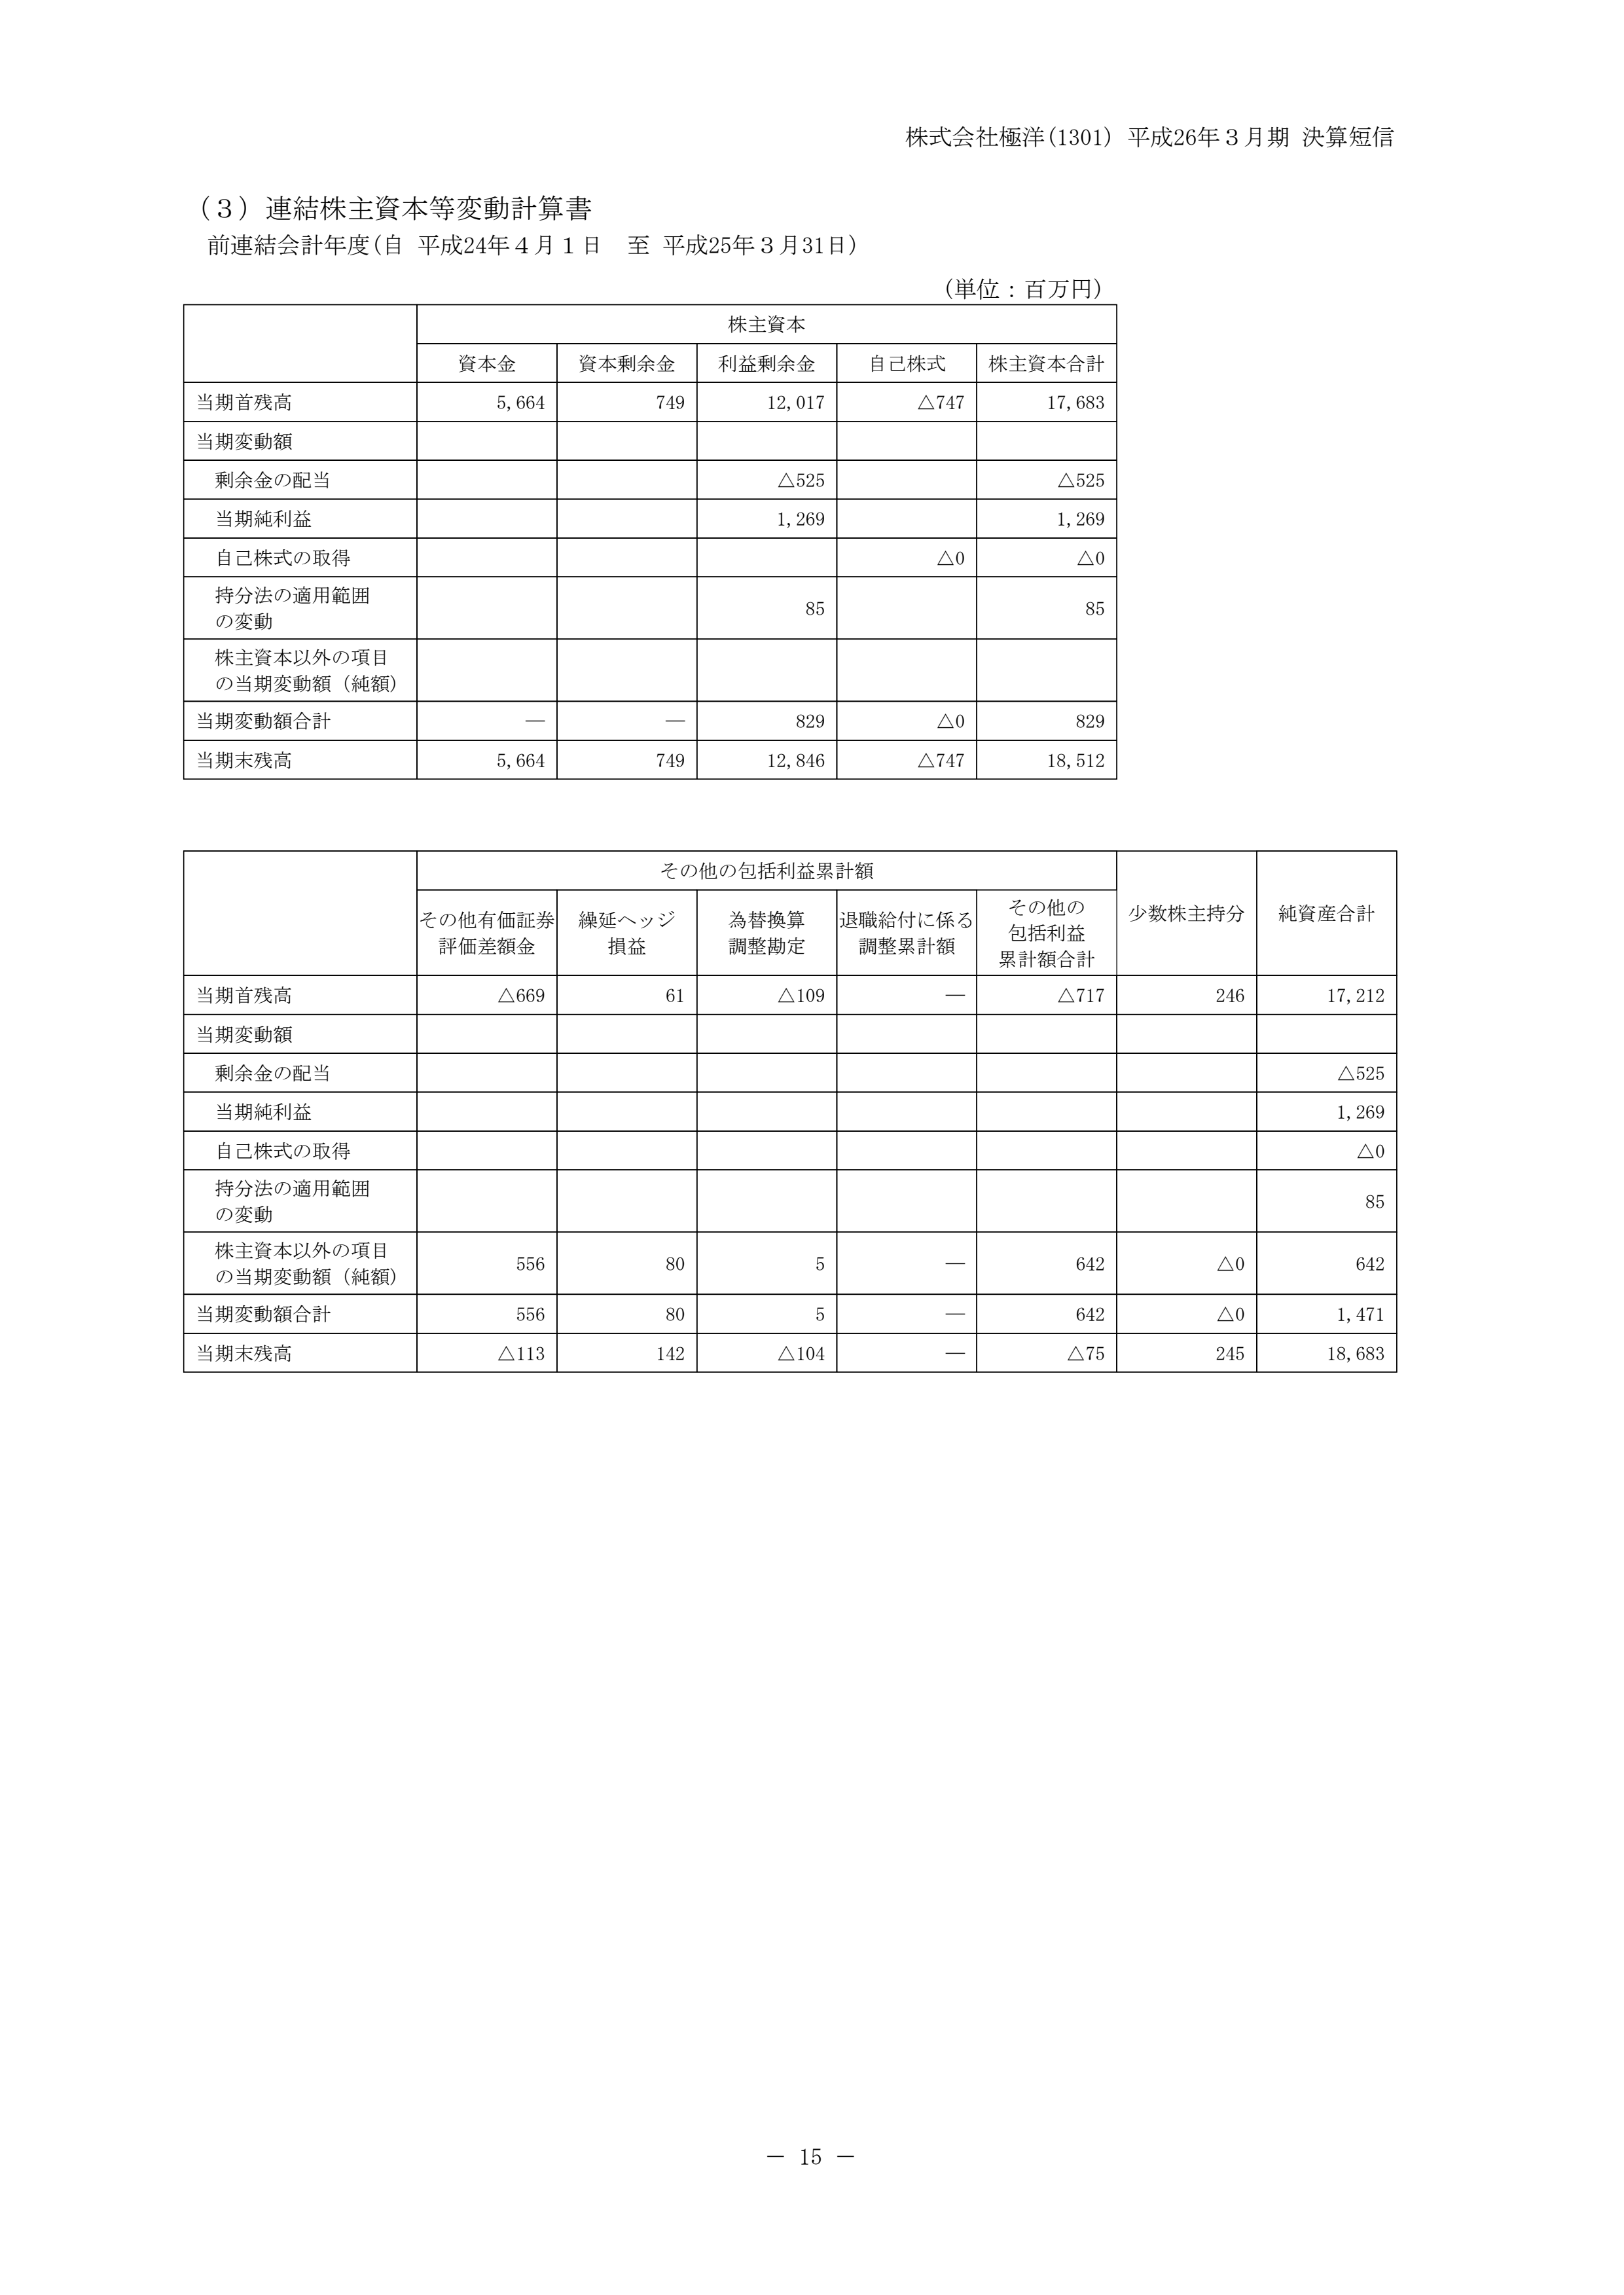 株式会社極洋(1301) 平成26年３月期 決算短信
（３）連結株主資本等変動計算書
前連結会計年度(自 平成24年４月１日　至 平成25年３月31日)
(単位：百万円)
株主資本
資本金 資本剰余金 利益剰余金 自己株式 株主資本合計
当期首残高 5,664 749 12,017 △747 17,683
当期変動額
剰余金の配当 △525 △525
当期純利益 1,269 1,269
自己株式の取得 △0 △0
持分法の適用範囲
の変動 85 85
株主資本以外の項目
の当期変動額（純額）
当期変動額合計 ― ― 829 △0 829
当期末残高 5,664 749 12,846 △747 18,512
その他の包括利益累計額 少数株主持分 純資産合計
その他有価証券
評価差額金
繰延ヘッジ
損益
為替換算
調整勘定
退職給付に係る
調整累計額
その他の
包括利益
累計額合計
当期首残高 △669 61 △109 ― △717 246 17,212
当期変動額
剰余金の配当 △525
当期純利益 1,269
自己株式の取得 △0
持分法の適用範囲
の変動 85
株主資本以外の項目
の当期変動額（純額） 556 80 5 ― 642 △0 642
当期変動額合計 556 80 5 ― 642 △0 1,471
当期末残高 △113 142 △104 ― △75 245 18,683
― 15 ―